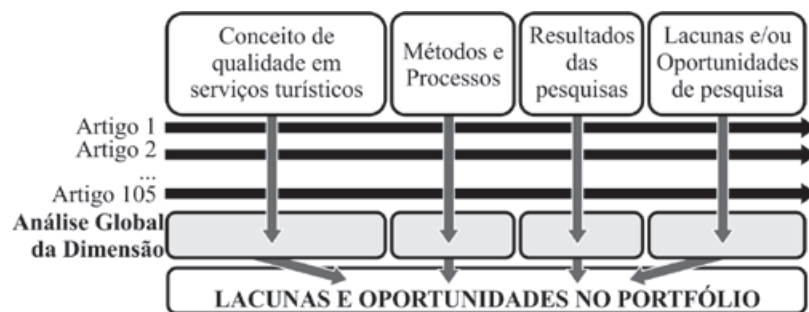 Conceito de
qualidade em
serviços turísticos
Métodos e
Processos
Resultados
das
pesquisas
Lacunas e/ou
Oportunidades
de pesquisa
Artigo 1
Artigo 2
...
Artigo 105
Análise Global
da Dimensão
LACUNAS E OPORTUNIDADES NO PORTFÓLIO